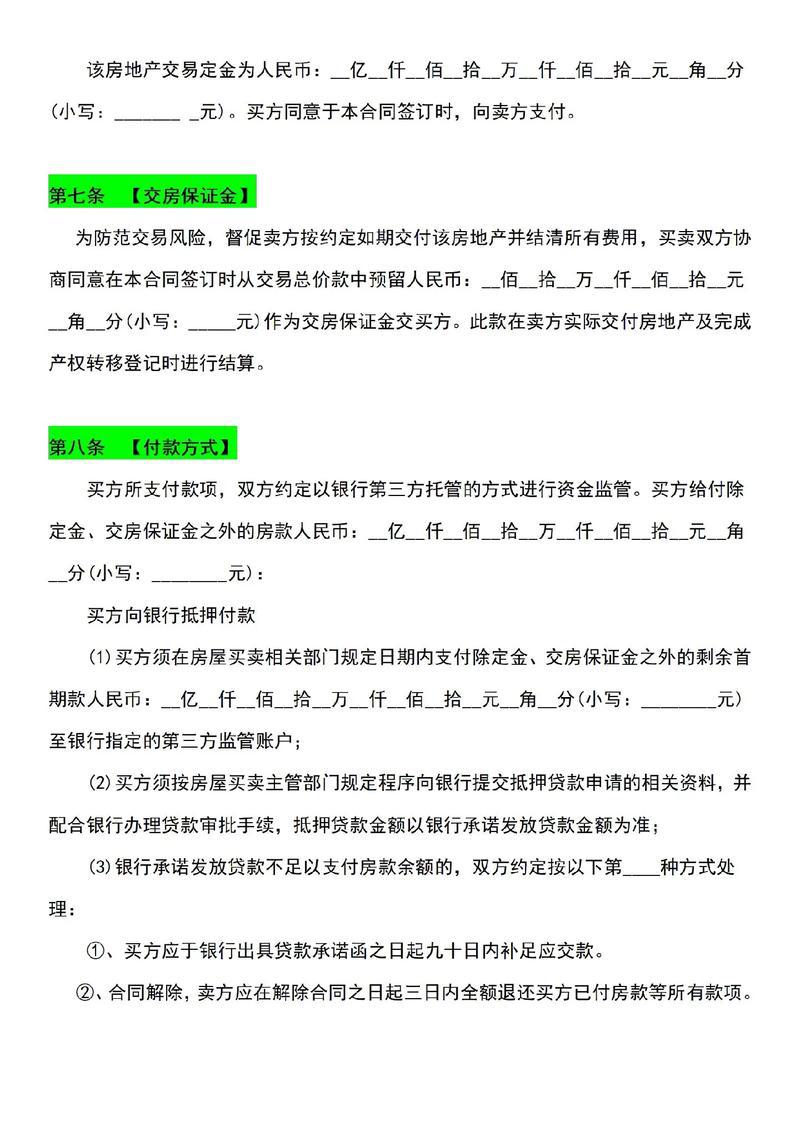 该房地产交易定金为人民币：__亿__仟__佰__拾__万__仟__佰__拾__元__角__分
(小写：_______ _元)。买方同意于本合同签订时，向卖方支付。
第七条 【交房保证金】
为防范交易风险，督促卖方按约定如期交付该房地产并结清所有费用，买卖双方协
商同意在本合同签订时从交易总价款中预留人民币：__佰__拾__万__仟__佰__拾__元
__角__分(小写：_____元)作为交房保证金交买方。此款在卖方实际交付房地产及完成
产权转移登记时进行结算。
第八条 【付款方式】
买方所支付款项，双方约定以银行第三方托管的方式进行资金监管。买方给付除
定金、交房保证金之外的房款人民币：__亿__仟__佰__拾__万__仟__佰__拾__元__角
__分(小写：________元)：
买方向银行抵押付款
(1)买方须在房屋买卖相关部门规定日期内支付除定金、交房保证金之外的剩余首
期款人民币：__亿__仟__佰__拾__万__仟__佰__拾__元__角__分(小写：________元)
至银行指定的第三方监管账户；
(2)买方须按房屋买卖主管部门规定程序向银行提交抵押贷款申请的相关资料，并
配合银行办理贷款审批手续，抵押贷款金额以银行承诺发放贷款金额为准；
(3)银行承诺发放贷款不足以支付房款余额的，双方约定按以下第____种方式处
理：
①、买方应于银行出具贷款承诺函之日起九十日内补足应交款。
②、合同解除，卖方应在解除合同之日起三日内全额退还买方已付房款等所有款项。